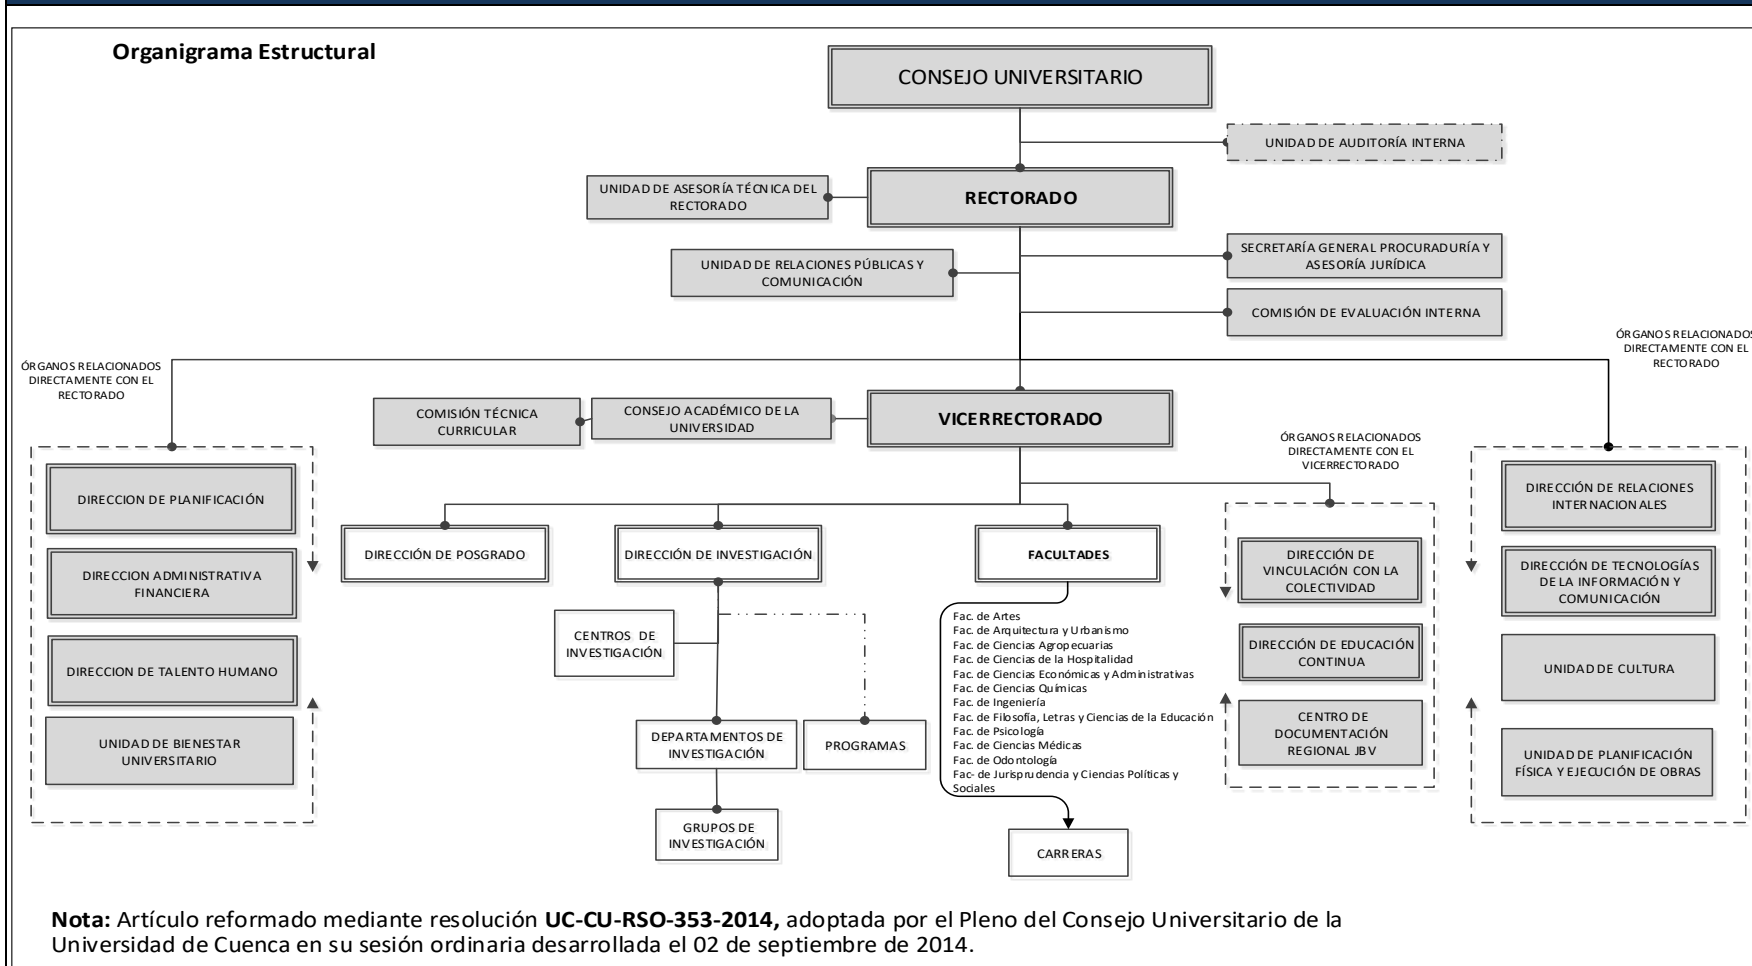 Organigrama Estructural
CONSEJO UNIVERSITARIO
UNIDAD DE AUDITORÍA INTERNA
UNIDAD DE ASESORÍA TÉCNICA DEL
RECTORADO
RECTORADO
UNIDAD DE RELACIONES PÚBLICAS Y
COMUNICACIÓN
SECRETARÍA GENERAL PROCURADURÍA Y
ASESORÍA JURÍDICA
COMISIÓN DE EVALUACIÓN INTERNA
ÓRGANOS RELACIONADOS
DIRECTAMENTE CON EL
RECTORADO
ÓRGANOS RELACIONADOS
DIRECTAMENTE CON EL
RECTORADO
COMISIÓN TÉCNICA
CURRICULAR
CONSEJO ACADÉMICO DE LA
UNIVERSIDAD
VICERRECTORADO
ÓRGANOS RELACIONADOS
DIRECTAMENTE CON EL
VICERRECTORADO
DIRECCION DE PLANIFICACIÓN
DIRECCION ADMINISTRATIVA
FINANCIERA
DIRECCION DE TALENTO HUMANO
UNIDAD DE BIENESTAR
UNIVERSITARIO
DIRECCIÓN DE POSGRADO
DIRECCIÓN DE INVESTIGACIÓN
FACULTADES
CENTROS DE
INVESTIGACIÓN
DEPARTAMENTOS DE
INVESTIGACIÓN
PROGRAMAS
GRUPOS DE
INVESTIGACIÓN
Fac. de Artes
Fac. de Arquitectura y Urbanismo
Fac. de Ciencias Agropecuarias
Fac. de Ciencias de la Hospitalidad
Fac. de Ciencias Económicas y Administrativas
Fac. de Ciencias Químicas
Fac. de Ingeniería
Fac. de Filosofía, Letras y Ciencias de la Educación
Fac. de Psicología
Fac. de Ciencias Médicas
Fac. de Odontología
Fac- de Jurisprudencia y Ciencias Políticas y
Sociales
CARRERAS
DIRECCIÓN DE
VINCULACIÓN CON LA
COLECTIVIDAD
DIRECCIÓN DE EDUCACIÓN
CONTINUA
CENTRO DE
DOCUMENTACIÓN
REGIONAL JBV
DIRECCIÓN DE RELACIONES
INTERNACIONALES
DIRECCIÓN DE TECNOLOGÍAS
DE LA INFORMACIÓN Y
COMUNICACIÓN
UNIDAD DE CULTURA
UNIDAD DE PLANIFICACIÓN
FÍSICA Y EJECUCIÓN DE OBRAS
Nota: Artículo reformado mediante resolución UC-CU-RSO-353-2014, adoptada por el Pleno del Consejo Universitario de la
Universidad de Cuenca en su sesión ordinaria desarrollada el 02 de septiembre de 2014.